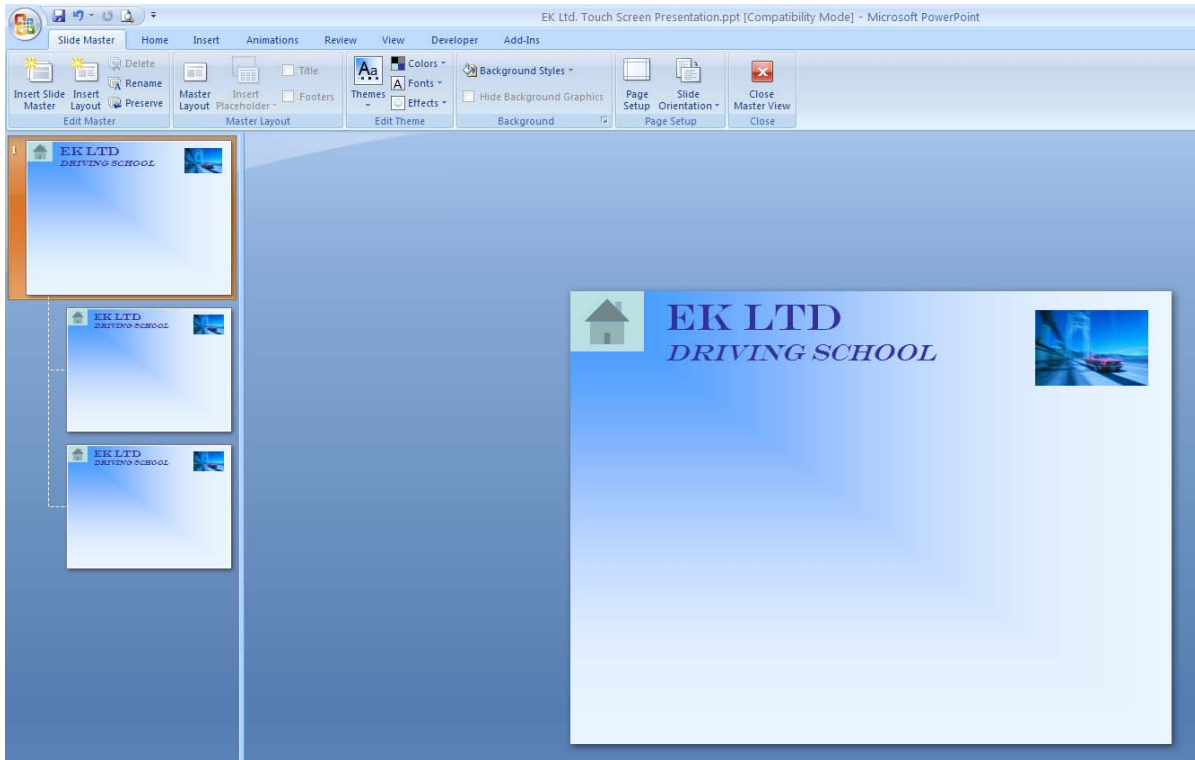 EK Ltd. Touch Screen Presentation.ppt [Compatibility Mode] - Microsoft PowerPoint
Slide Master Home Insert Animations Review View Developer Add-Ins
Insert Slide Master
Insert Layout
Delete
Rename
Preserve
Edit Master
Master Layout
Insert Placeholder
Title
Footers
Master Layout
Aa
Themes
Colors
A Fonts
Effects
Edit Theme
Background Styles
Hide Background Graphics
Background
Page Setup
Slide Orientation
Page Setup
Close Master View
Close
1
EK LTD
DRIVING SCHOOL
EK LTD
DRIVING SCHOOL
EK LTD
DRIVING SCHOOL
EK LTD
DRIVING SCHOOL